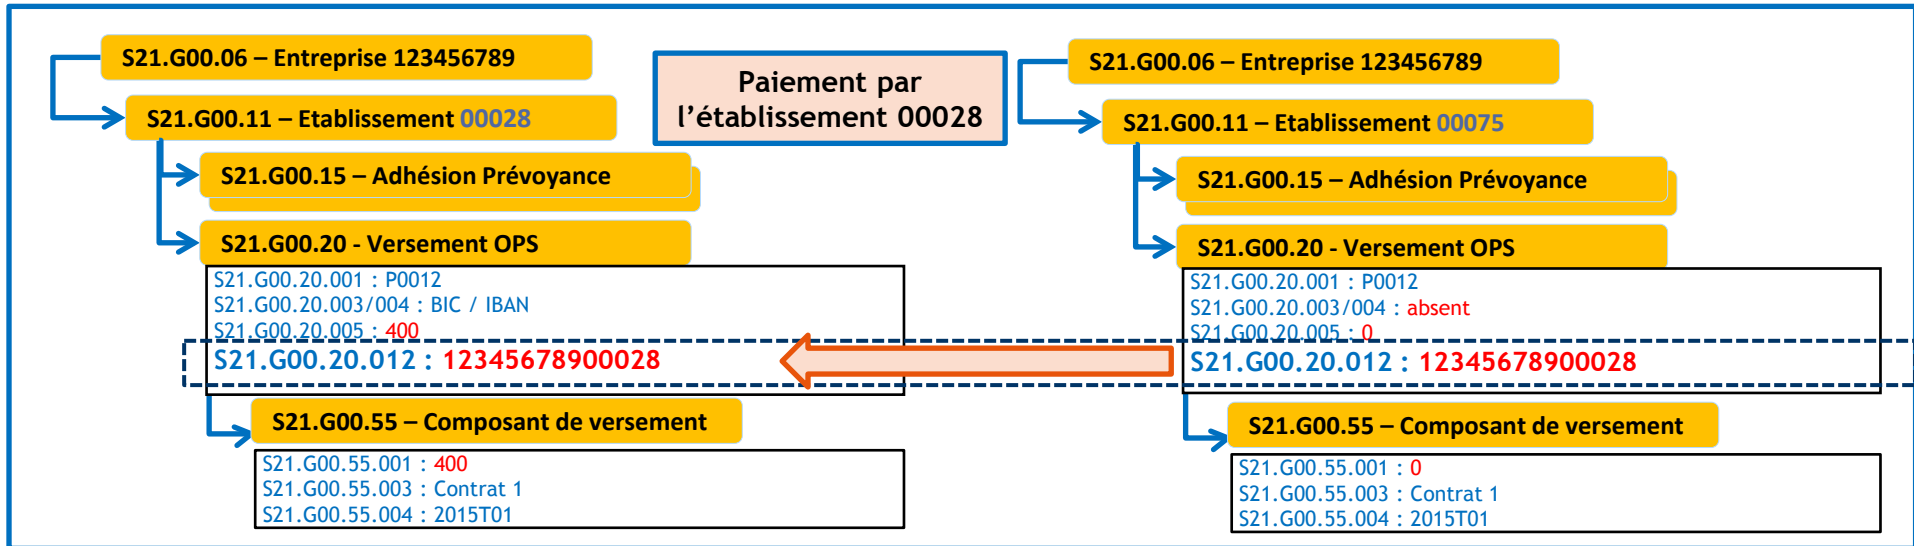 S21.G00.06 – Entreprise 123456789
S21.G00.11 – Etablissement 00028
S21.G00.15 – Adhésion Prévoyance
S21.G00.20 - Versement OPS
S21.G00.20.001 : P0012
S21.G00.20.003/004 : BIC / IBAN
S21.G00.20.005 : 400
S21.G00.20.012 : 12345678900028
S21.G00.55 – Composant de versement
S21.G00.55.001 : 400
S21.G00.55.003 : Contrat 1
S21.G00.55.004 : 2015T01
Paiement par
l'établissement 00028
S21.G00.06 – Entreprise 123456789
S21.G00.11 – Etablissement 00075
S21.G00.15 – Adhésion Prévoyance
S21.G00.20 - Versement OPS
S21.G00.20.001 : P0012
S21.G00.20.003/004 : absent
S21.G00.20.005 : 0
S21.G00.20.012 : 12345678900028
S21.G00.55 – Composant de versement
S21.G00.55.001 : 0
S21.G00.55.003 : Contrat 1
S21.G00.55.004 : 2015T01